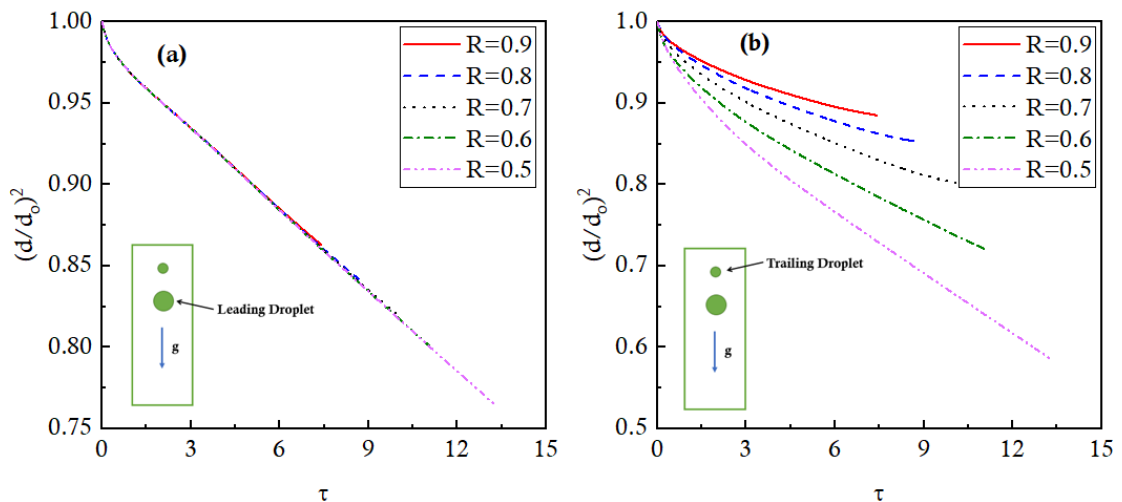 (a)
R=0.9
R=0.8
R=0.7
R=0.6
R=0.5
1.00
0.95
0.90
0.85
0.80
0.75
(d/dₒ)²
Leading Droplet
g
0 3 6 9 12 15
τ
(b)
R=0.9
R=0.8
R=0.7
R=0.6
R=0.5
1.00
0.9
0.8
0.7
0.6
0.5
(d/dₒ)²
Trailing Droplet
g
0 3 6 9 12 15
τ